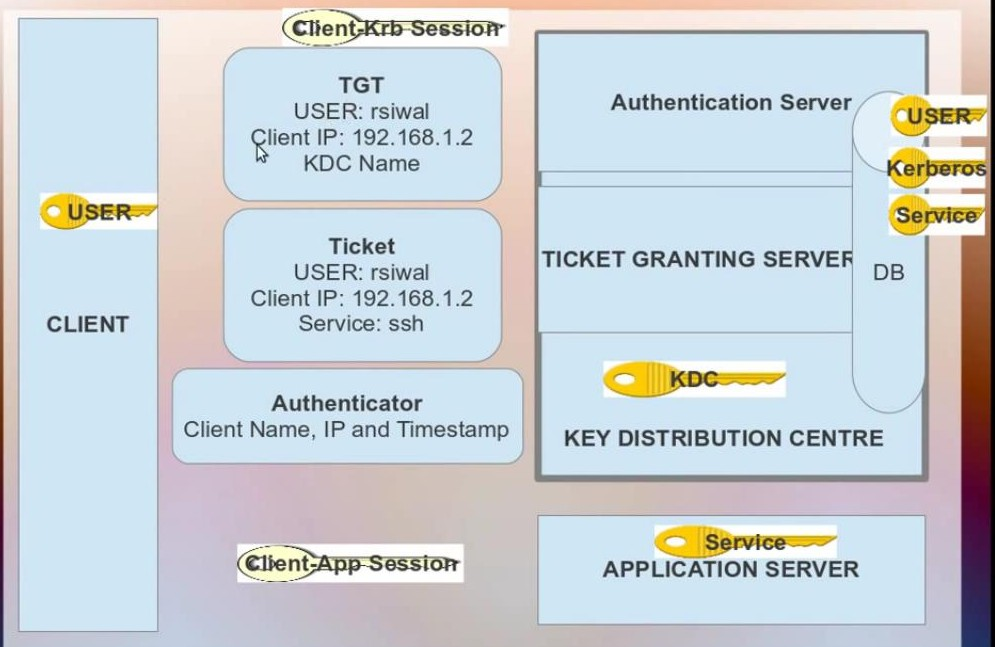 Client-Krb Session
TGT
USER: rsiwal
Client IP: 192.168.1.2
KDC Name
USER
CLIENT
Ticket
USER: rsiwal
Client IP: 192.168.1.2
Service: ssh
Authenticator
Client Name, IP and Timestamp
Client-App Session
Authentication Server
USER
Kerberos
Service
TICKET GRANTING SERVER
DB
KDC
KEY DISTRIBUTION CENTRE
Service
APPLICATION SERVER